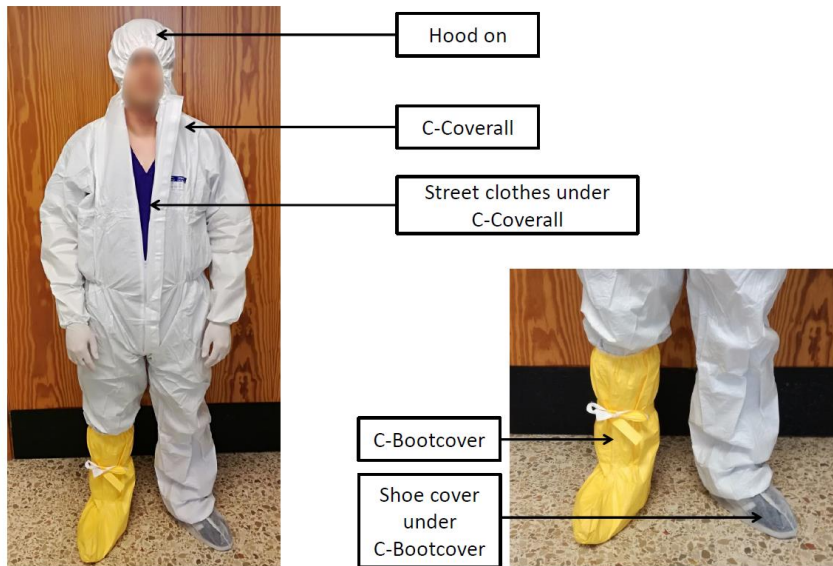 Hood on
C-Coverall
Street clothes under
C-Coverall
C-Bootcover
Shoe cover
under
C-Bootcover